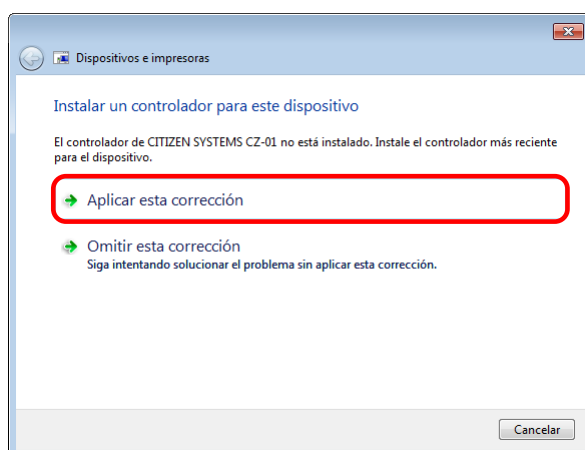 Dispositivos e impresoras
Instalar un controlador para este dispositivo
El controlador de CITIZEN SYSTEMS CZ-01 no está instalado. Instale el controlador más reciente
para el dispositivo.
Aplicar esta corrección
Omitir esta corrección
Siga intentando solucionar el problema sin aplicar esta corrección.
Cancelar